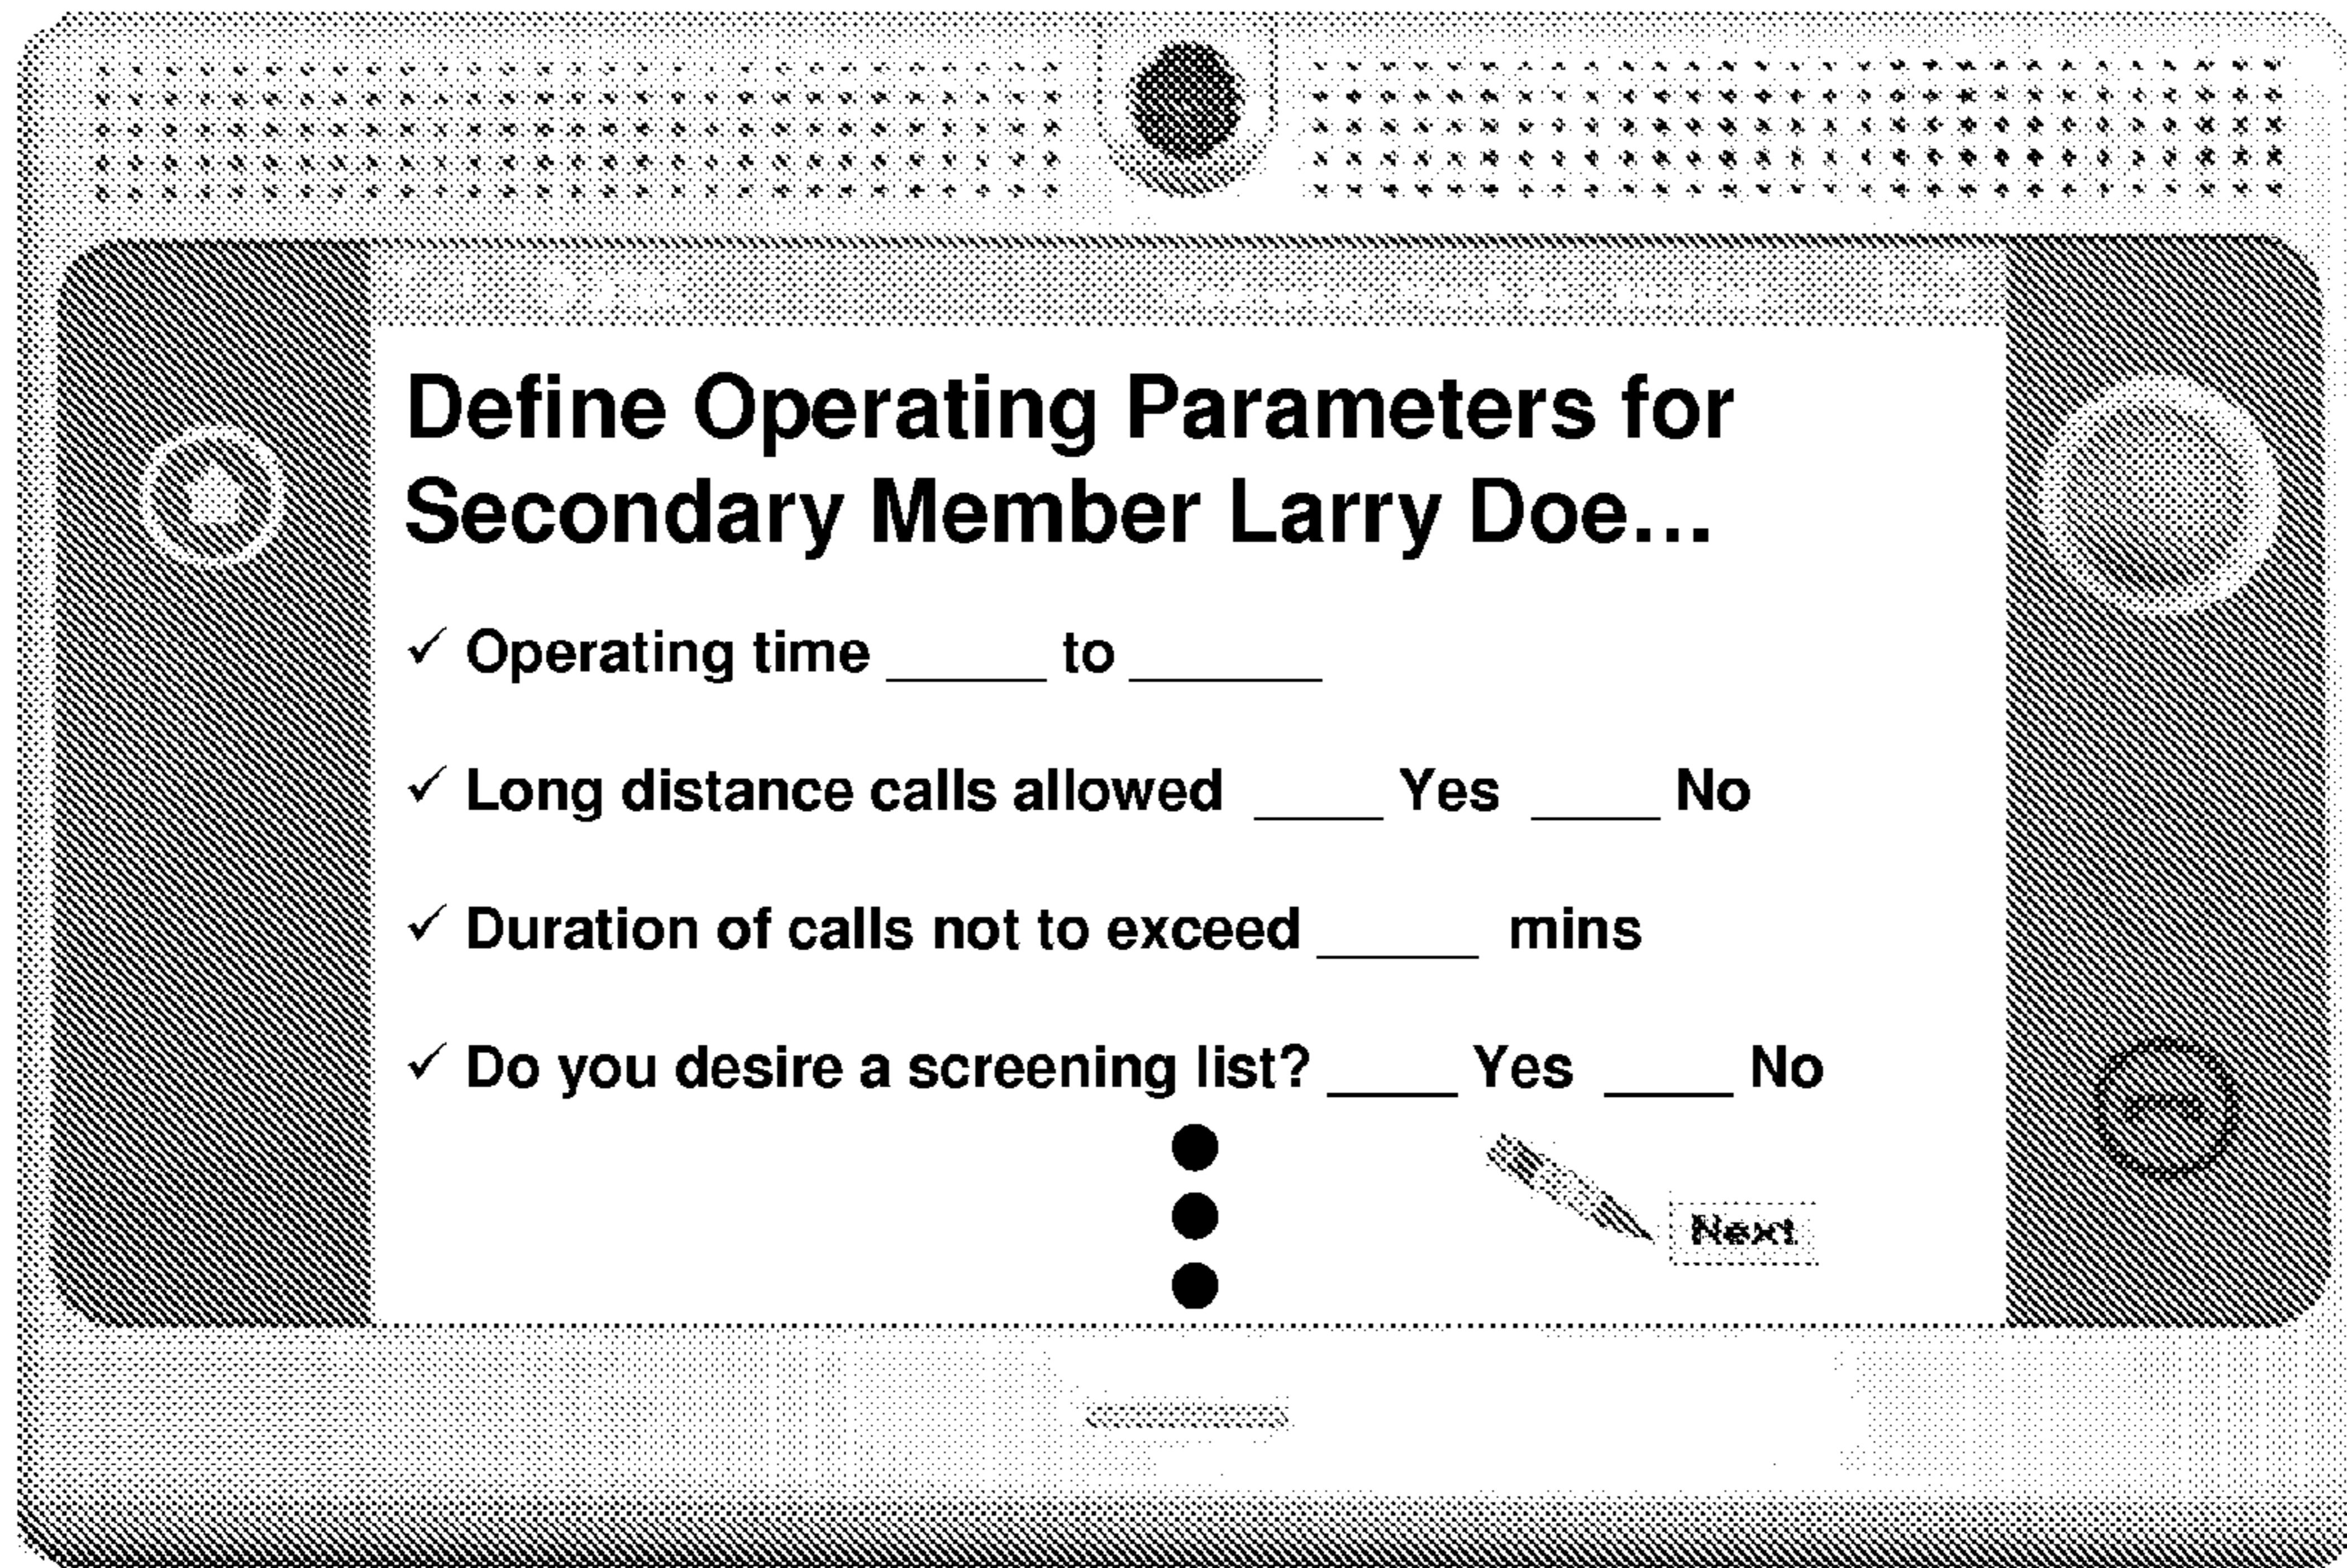 Define Operating Parameters for
Secondary Member Larry Doe...
✓ Operating time _____ to ______
✓ Long distance calls allowed ____ Yes ____ No
✓ Duration of calls not to exceed _____ mins
✓ Do you desire a screening list? ____ Yes ____ No
Next